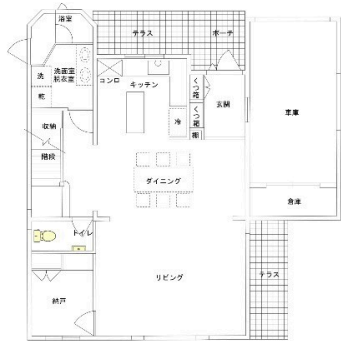 浴室
テラス
ポーチ
洗面室
脱衣室
洗
乾
コンロ
キッチン
くつ箱
玄関
車庫
くつ箱
冷
棚
収納
階段
ダイニング
倉庫
トイレ
リビング
テラス
納戸